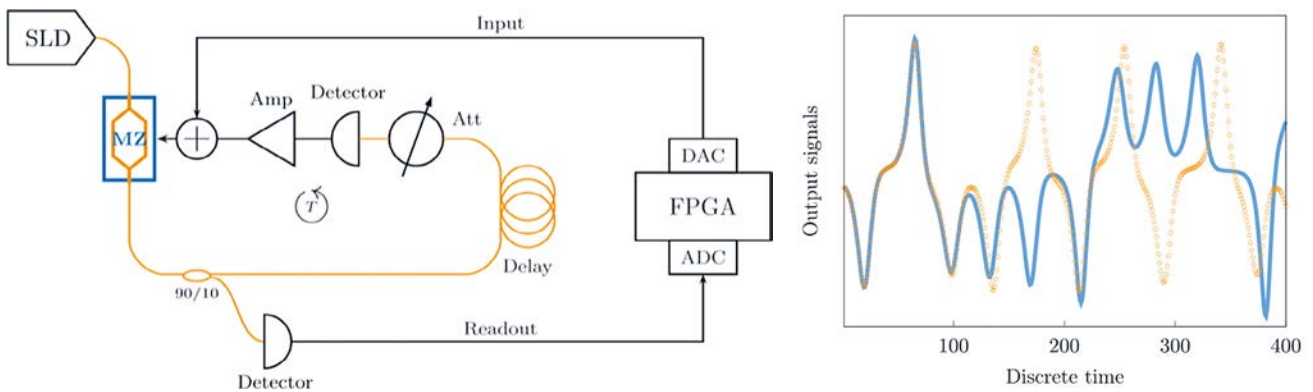 SLD
Input
Detector
Amp
Att
MZ
T
DAC
FPGA
ADC
Delay
90/10
Readout
Detector
Output signals
100
200
300
400
Discrete time